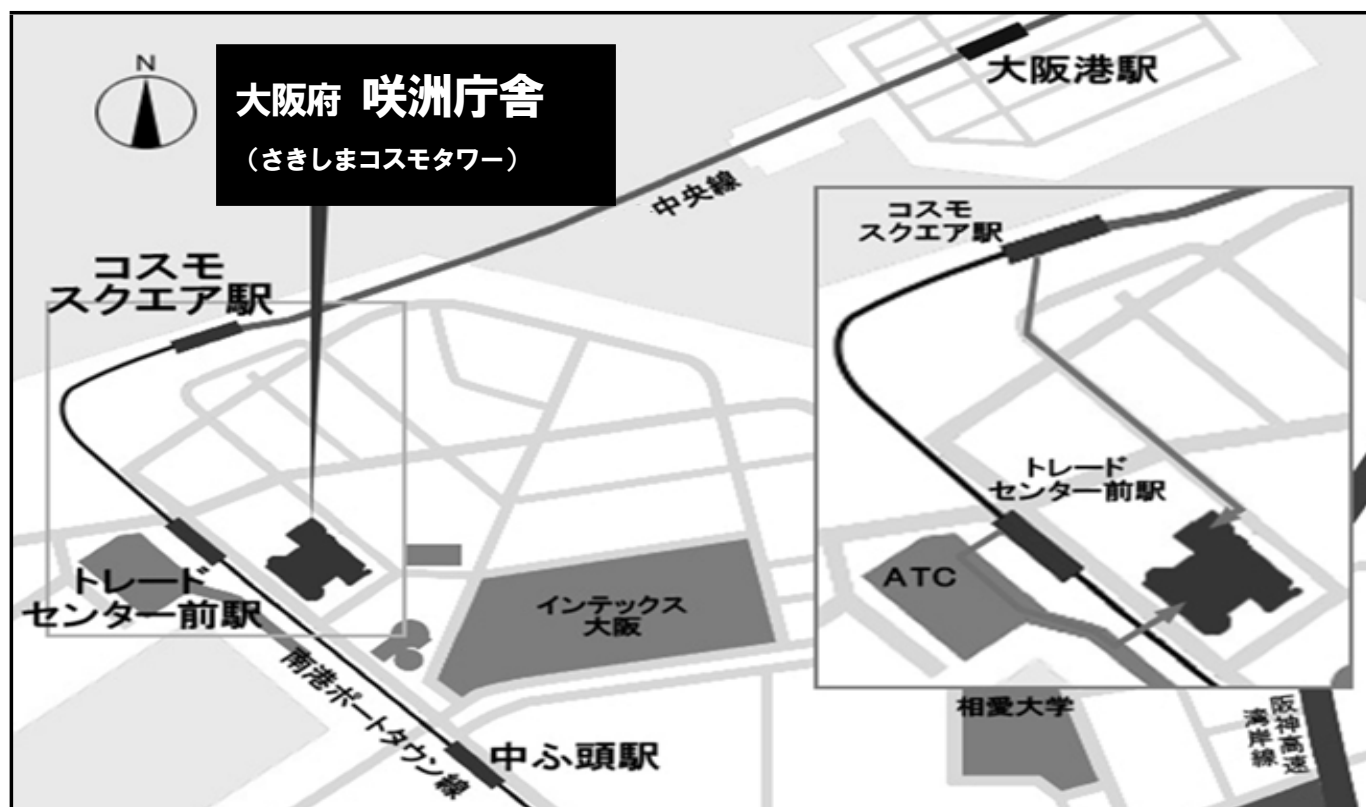 N
大阪府 咲洲庁舎
（さきしまコスモタワー）
大阪港駅
中央線
コスモ
スクエア駅
トレード
センター前駅
インテックス
大阪
南港ポートタウン線
中ふ頭駅
コスモ
スクエア駅
トレード
センター前駅
ATC
相愛大学
阪神高速
湾岸線